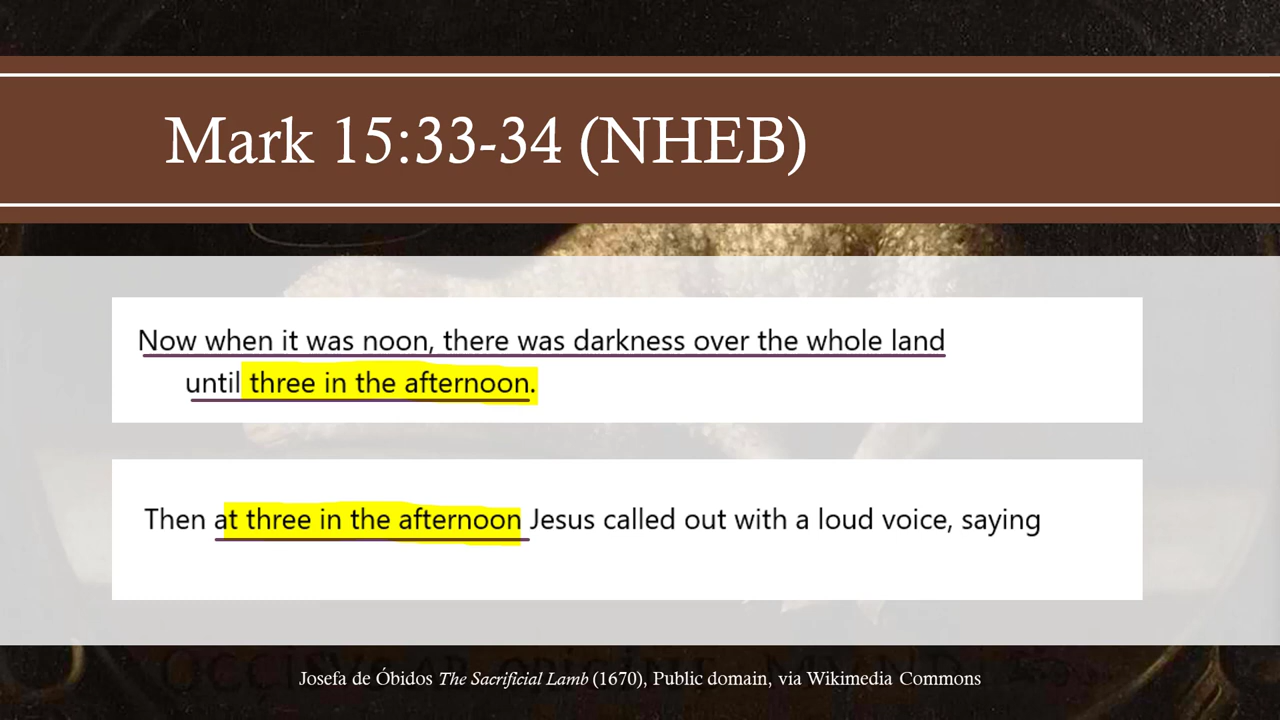 Mark 15:33-34 (NHEB)
Now when it was noon, there was darkness over the whole land
until three in the afternoon.
Then at three in the afternoon Jesus called out with a loud voice, saying
Josefa de Óbidos The Sacrificial Lamb (1670), Public domain, via Wikimedia Commons